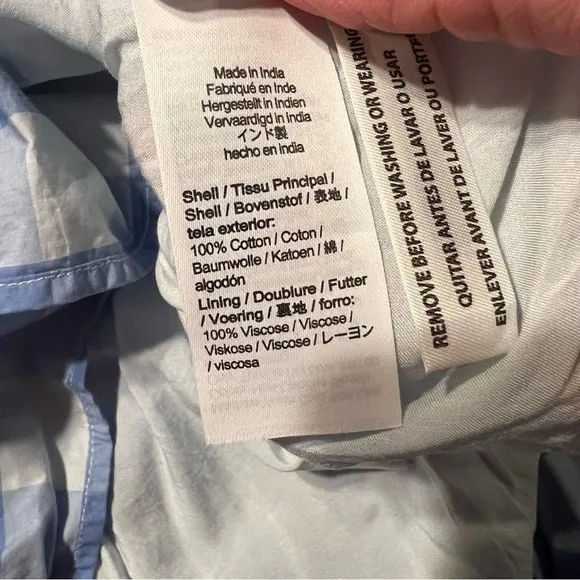 Made in India
Fabriqué en Inde
Hergestellt in Indien
Vervaardigd in India
インド製
hecho en india
Shell / Tissu Principal /
Shell / Bovenstof / 表地 /
tela exterior:
100% Cotton / Coton /
Baumwolle / Katoen / 綿 /
algodón
Lining / Doublure / Futter
/ Voering / 裏地 / forro:
100% Viscose / Viscose /
Viskose / Viscose / レーヨン
/ viscosa
REMOVE BEFORE WASHING OR WEARING
QUITAR ANTES DE LAVAR O USAR
ENLEVER AVANT DE LAVER OU PORTER